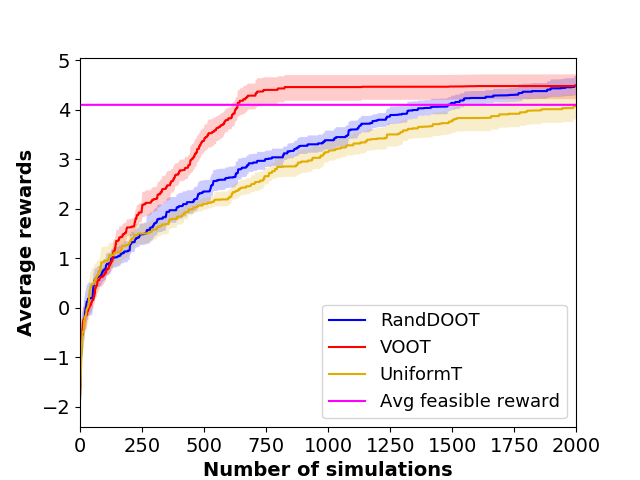 5
4
3
2
1
0
−1
−2
Average rewards
RandDOOT
VOOT
UniformT
Avg feasible reward
0 250 500 750 1000 1250 1500 1750 2000
Number of simulations